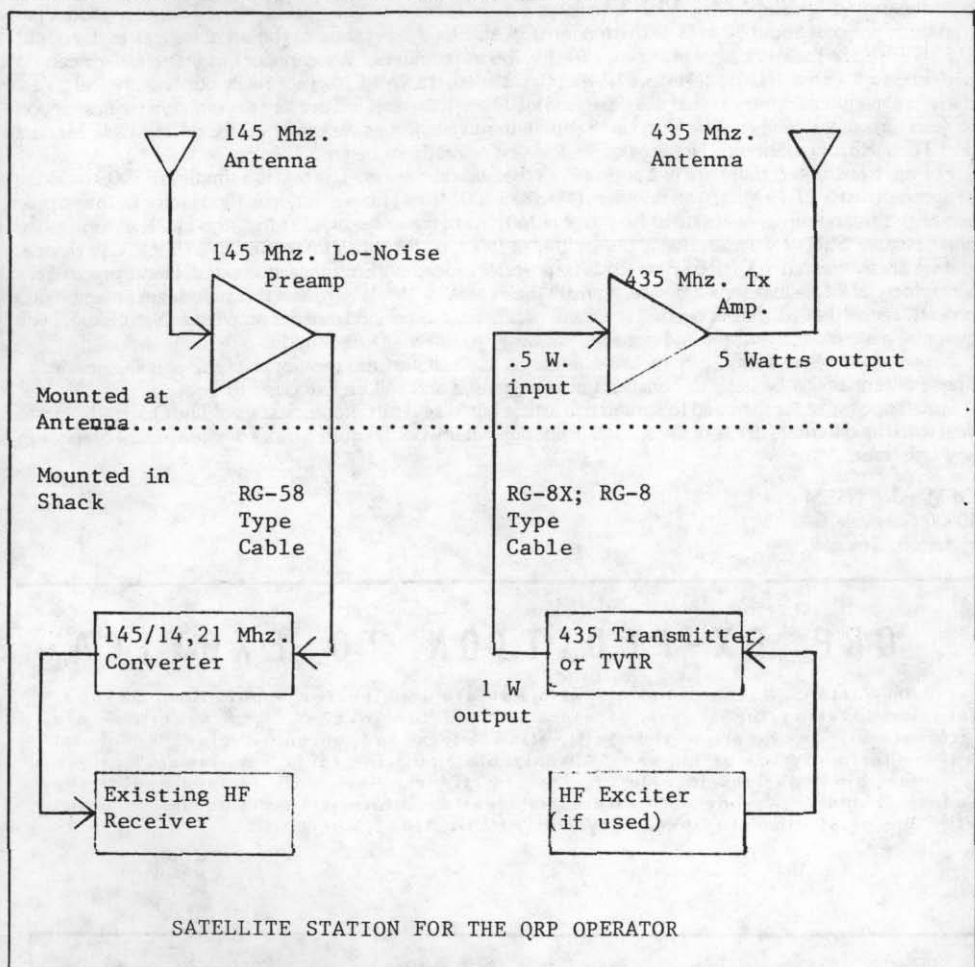 145 Mhz.
Antenna
435 Mhz.
Antenna
145 Mhz. Lo-Noise
Preamp
435 Mhz. Tx
Amp.
.5 W.
input
5 Watts output
Mounted at
Antenna
Mounted in
Shack
RG-58
Type
Cable
RG-8X; RG-8
Type
Cable
145/14,21 Mhz.
Converter
435 Transmitter
or TVTR
1 W.
output
Existing HF
Receiver
HF Exciter
(if used)
SATELLITE STATION FOR THE QRP OPERATOR